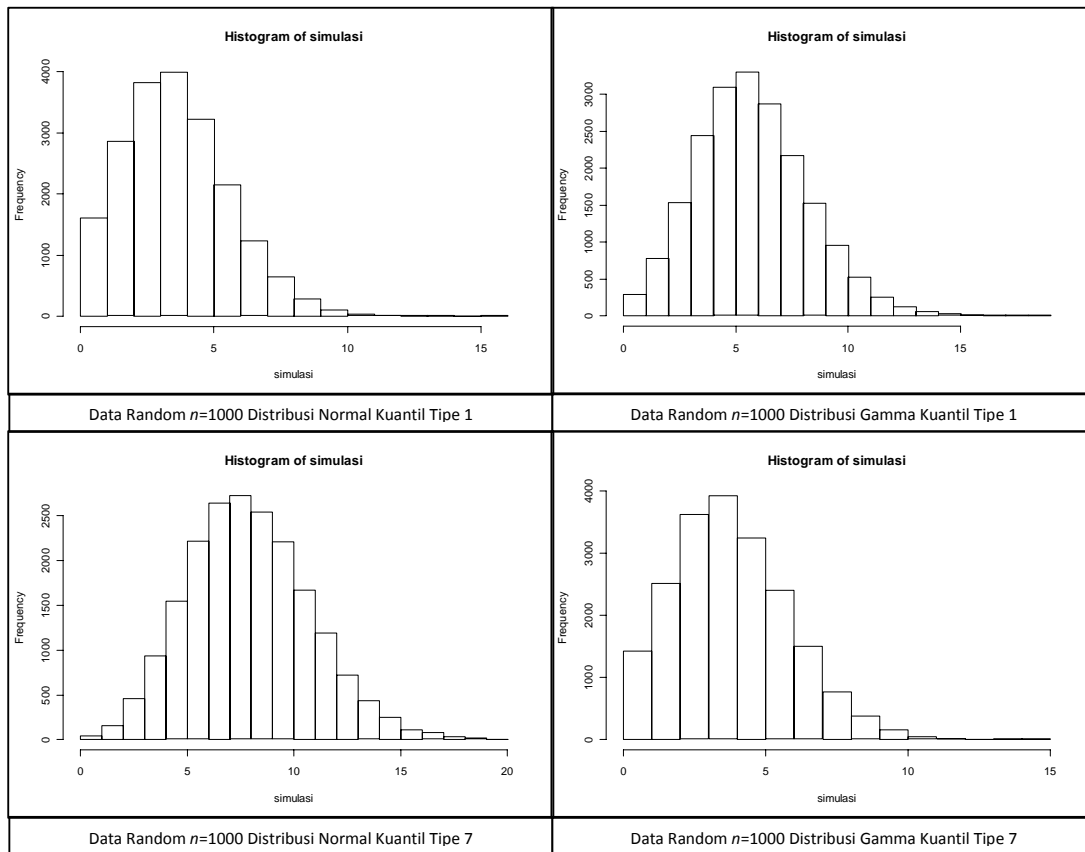 Histogram of simulasi
Frequency
0 1000 2000 3000 4000
0 5 10 15
simulasi
Data Random n=1000 Distribusi Normal Kuantil Tipe 1
Histogram of simulasi
Frequency
0 500 1000 1500 2000 2500 3000
0 5 10 15
simulasi
Data Random n=1000 Distribusi Gamma Kuantil Tipe 1
Histogram of simulasi
Frequency
0 500 1000 1500 2000 2500
0 5 10 15 20
simulasi
Data Random n=1000 Distribusi Normal Kuantil Tipe 7
Histogram of simulasi
Frequency
0 1000 2000 3000 4000
0 5 10 15
simulasi
Data Random n=1000 Distribusi Gamma Kuantil Tipe 7